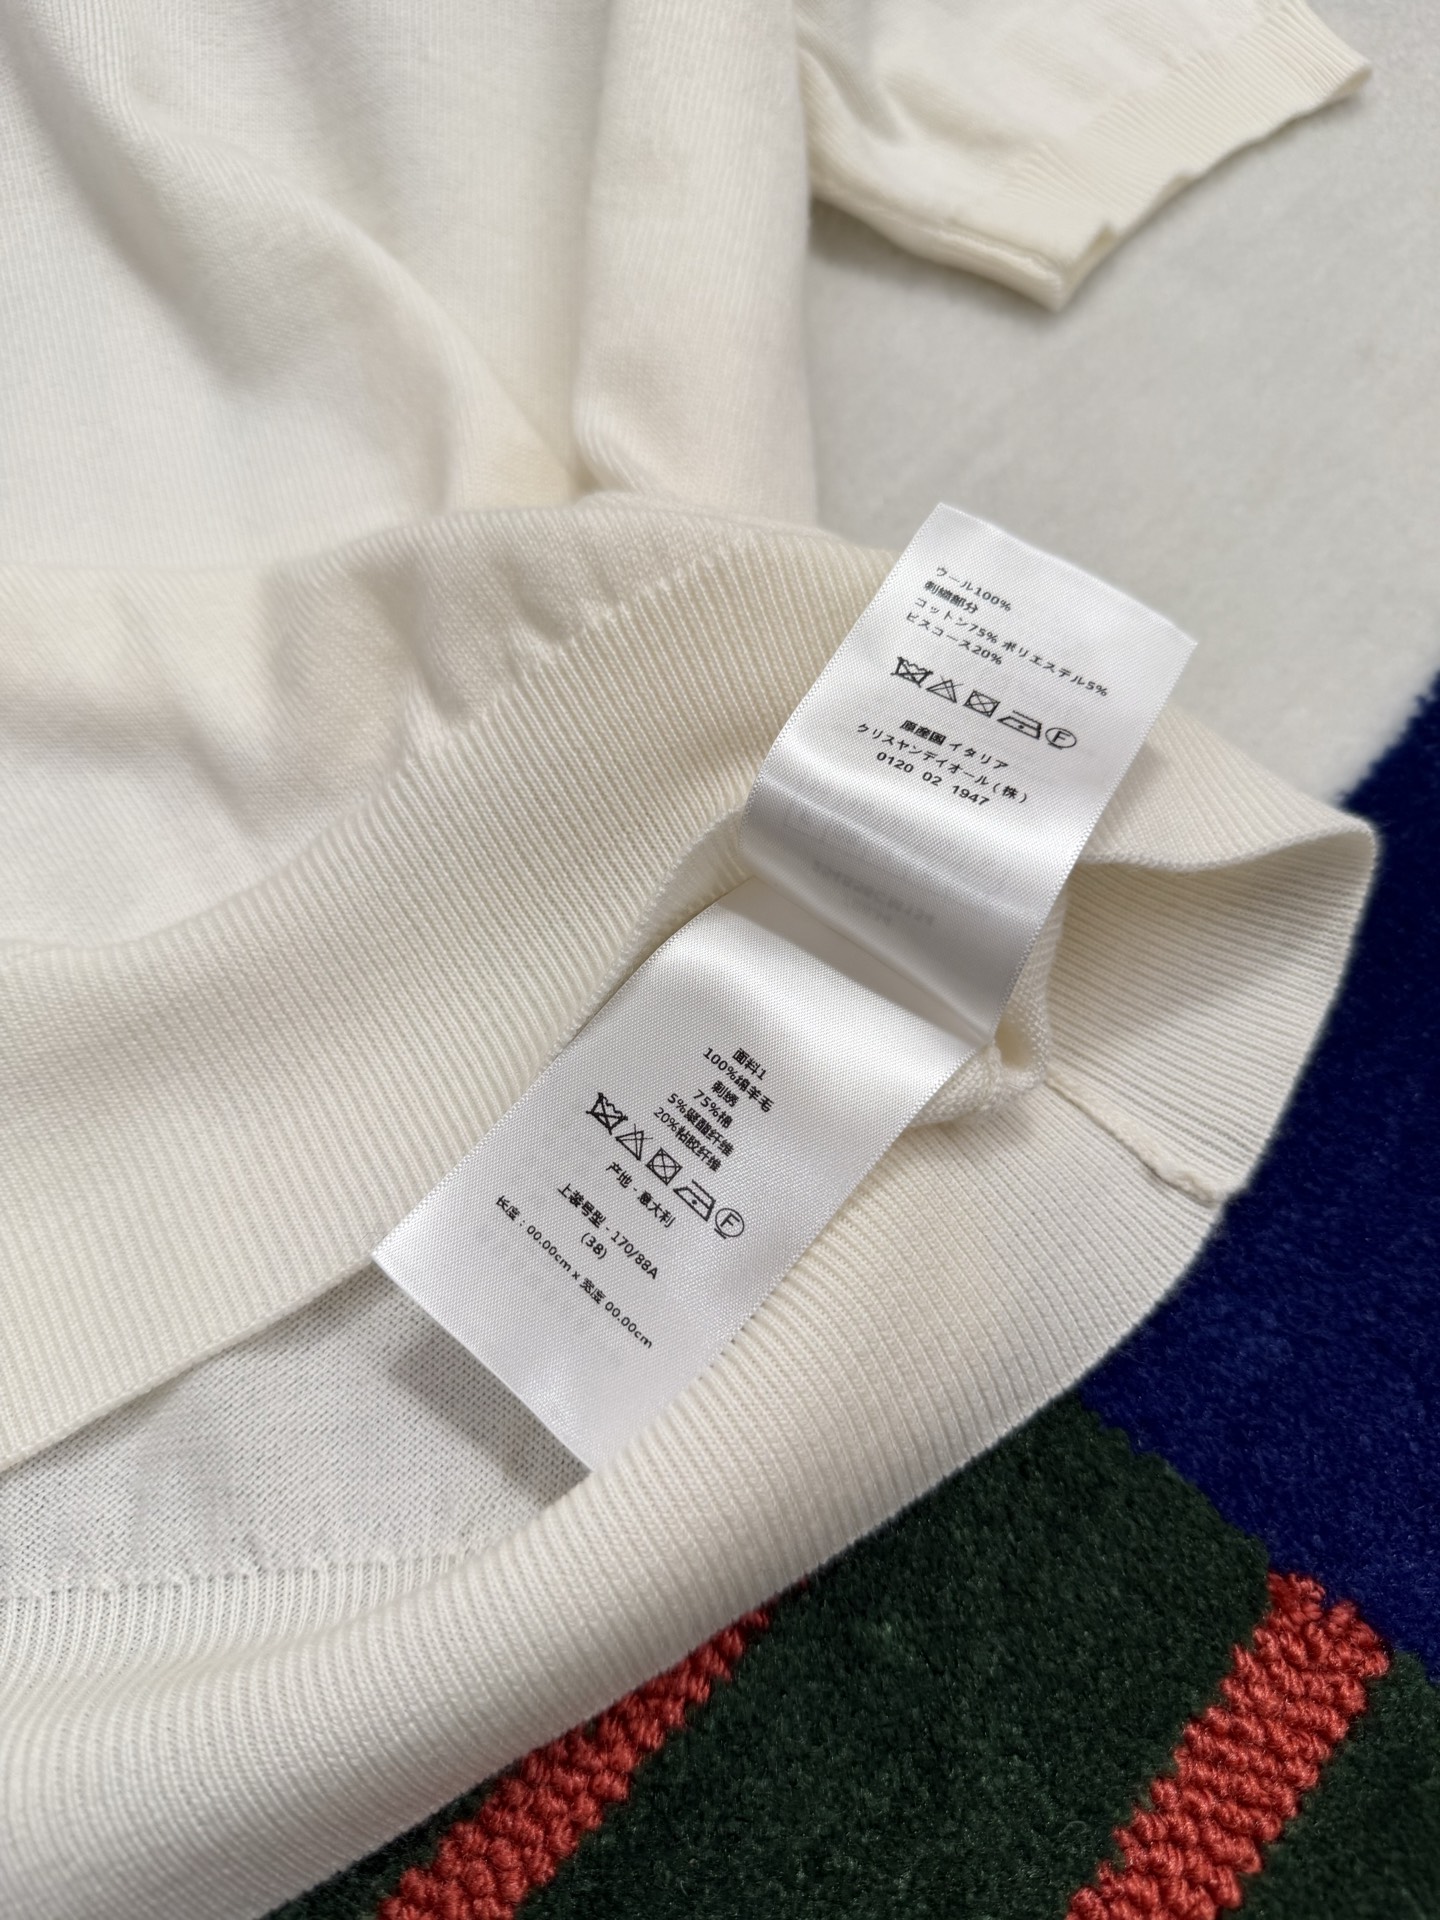 ウール100%
刺繍部分
コットン75% ポリエステル5%
ビスコース20%
F
原産国 イタリア
クリスチャンディオール(株)
0120 02 1947
面料1
100%绵羊毛
刺绣
75%棉
5%聚酯纤维
20%粘胶纤维
F
产地 - 意大利
上装号型 - 170/88A
(38)
长度 : 00.00cm x 宽度 00.00cm